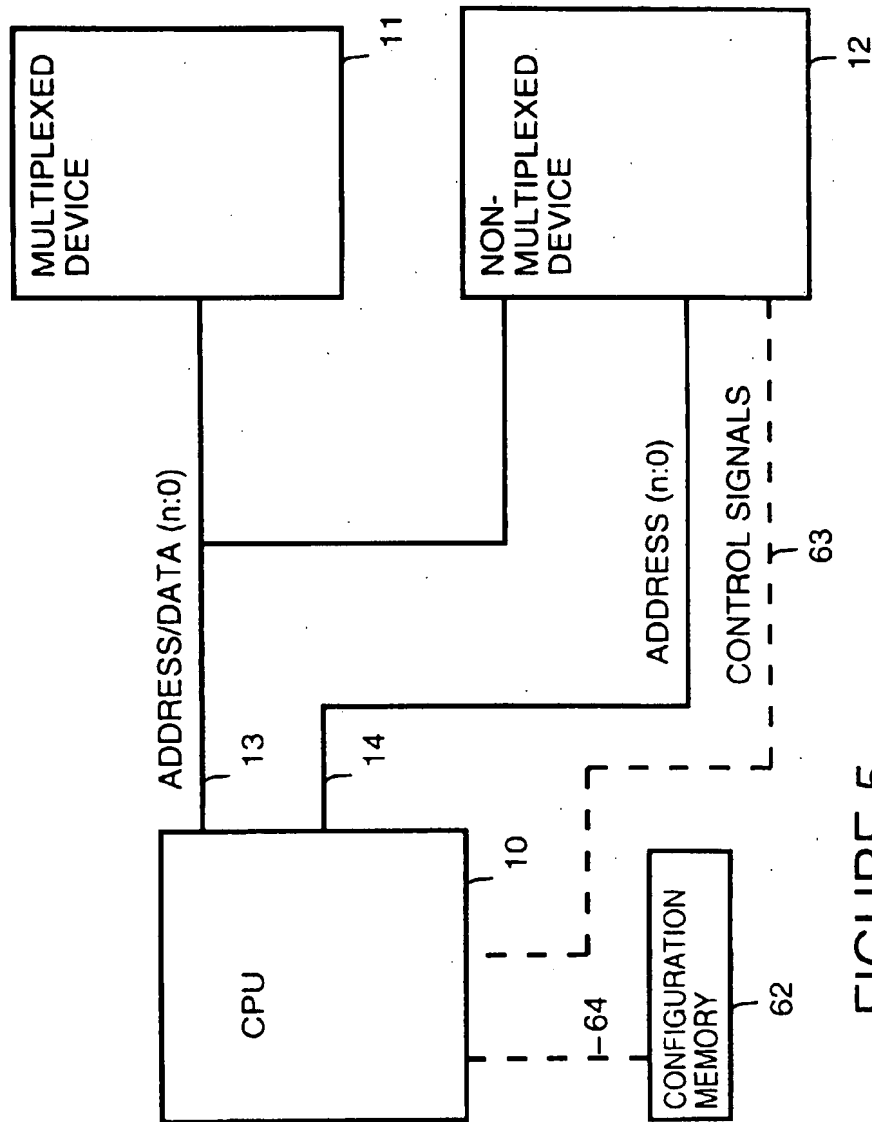 MULTIPLEXED
DEVICE
11
ADDRESS/DATA (n:0)
13
14
CPU
10
NON-
MULTIPLEXED
DEVICE
12
ADDRESS (n:0)
CONTROL SIGNALS
63
64
CONFIGURATION
MEMORY
62
FIGURE 5